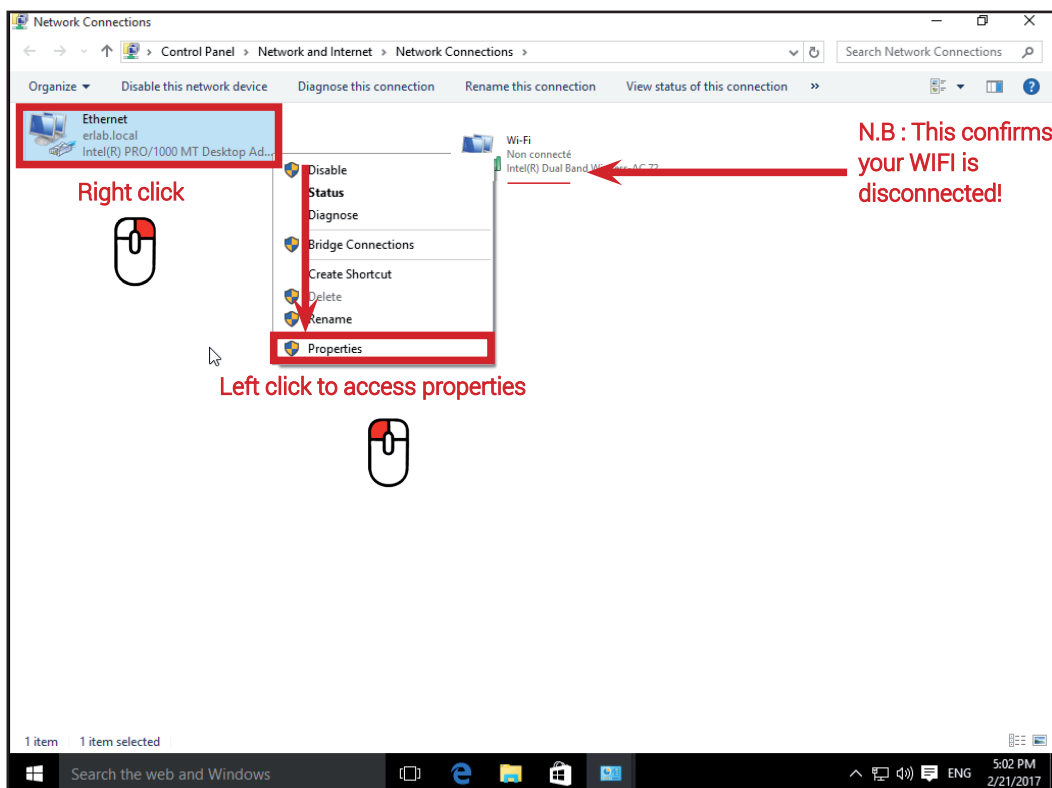 Network Connections
Control Panel > Network and Internet > Network Connections >
Search Network Connections
Organize
Disable this network device
Diagnose this connection
Rename this connection
View status of this connection
»
Ethernet
erlab.local
Intel(R) PRO/1000 MT Desktop Ad...
Wi-Fi
Non connecté
Intel(R) Dual Band Wireless-AC 72
N.B : This confirms
your WIFI is
disconnected!
Right click
Disable
Status
Diagnose
Bridge Connections
Create Shortcut
Delete
Rename
Properties
Left click to access properties
1 item
1 item selected
Search the web and Windows
ENG
5:02 PM
2/21/2017